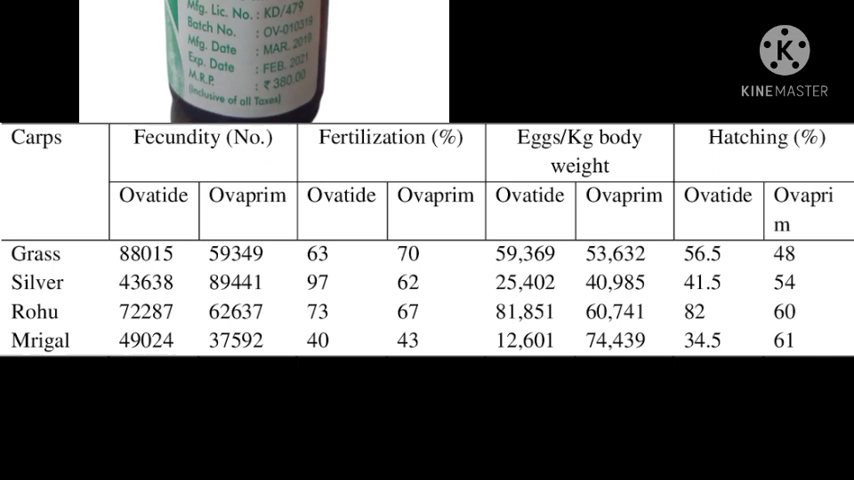 Mfg. Lic. No. : KD/479
Batch No. : OV-010319
Mfg. Date : MAR. 2019
Exp. Date : FEB. 2021
M.R.P. : ₹ 380.00
(Inclusive of all Taxes)
K
KINEMASTER
Carps Fecundity (No.) Fertilization (%) Eggs/Kg body Hatching (%)
weight
Ovatide Ovaprim Ovatide Ovaprim Ovatide Ovaprim Ovatide Ovapri
m
Grass 88015 59349 63 70 59,369 53,632 56.5 48
Silver 43638 89441 97 62 25,402 40,985 41.5 54
Rohu 72287 62637 73 67 81,851 60,741 82 60
Mrigal 49024 37592 40 43 12,601 74,439 34.5 61